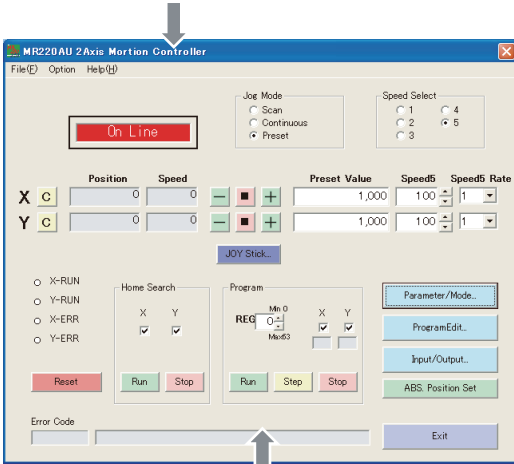 MR220AU 2Axis Mortion Controller
File(F) Option Help(H)
Jog Mode
Scan
Continuous
Preset
Speed Select
1 4
2 5
3
On Line
Position Speed Preset Value Speed5 Speed5 Rate
X C 0 0 − ■ + 1,000 100 1
Y C 0 0 − ■ + 1,000 100 1
JOY Stick...
X-RUN
Y-RUN
X-ERR
Y-ERR
Reset
Home Search
X Y
Run Stop
Program
REG 0 Min 0 Max63
X Y
Run Step Stop
Parameter/Mode...
ProgramEdit...
Input/Output...
ABS. Position Set
Error Code
Exit